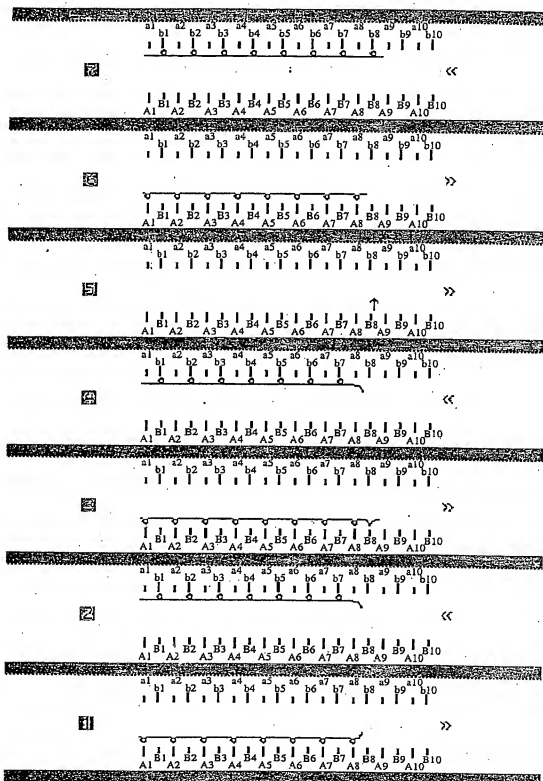 a1 a2 a3 a4 a5 a6 a7 a8 a9 a10
b1 b2 b3 b4 b5 b6 b7 b8 b9 b10
7 «
B1 B2 B3 B4 B5 B6 B7 B8 B9 B10
A1 A2 A3 A4 A5 A6 A7 A8 A9 A10
a1 a2 a3 a4 a5 a6 a7 a8 a9 a10
b1 b2 b3 b4 b5 b6 b7 b8 b9 b10
6 »
B1 B2 B3 B4 B5 B6 B7 B8 B9 B10
A1 A2 A3 A4 A5 A6 A7 A8 A9 A10
a1 a2 a3 a4 a5 a6 a7 a8 a9 a10
b1 b2 b3 b4 b5 b6 b7 b8 b9 b10
5 »
↑
B1 B2 B3 B4 B5 B6 B7 B8 B9 B10
A1 A2 A3 A4 A5 A6 A7 A8 A9 A10
a1 a2 a3 a4 a5 a6 a7 a8 a9 a10
b1 b2 b3 b4 b5 b6 b7 b8 b9 b10
4 «
B1 B2 B3 B4 B5 B6 B7 B8 B9 B10
A1 A2 A3 A4 A5 A6 A7 A8 A9 A10
a1 a2 a3 a4 a5 a6 a7 a8 a9 a10
b1 b2 b3 b4 b5 b6 b7 b8 b9 b10
3 »
B1 B2 B3 B4 B5 B6 B7 B8 B9 B10
A1 A2 A3 A4 A5 A6 A7 A8 A9 A10
a1 a2 a3 a4 a5 a6 a7 a8 a9 a10
b1 b2 b3 b4 b5 b6 b7 b8 b9 b10
2 «
B1 B2 B3 B4 B5 B6 B7 B8 B9 B10
A1 A2 A3 A4 A5 A6 A7 A8 A9 A10
a1 a2 a3 a4 a5 a6 a7 a8 a9 a10
b1 b2 b3 b4 b5 b6 b7 b8 b9 b10
1 »
B1 B2 B3 B4 B5 B6 B7 B8 B9 B10
A1 A2 A3 A4 A5 A6 A7 A8 A9 A10